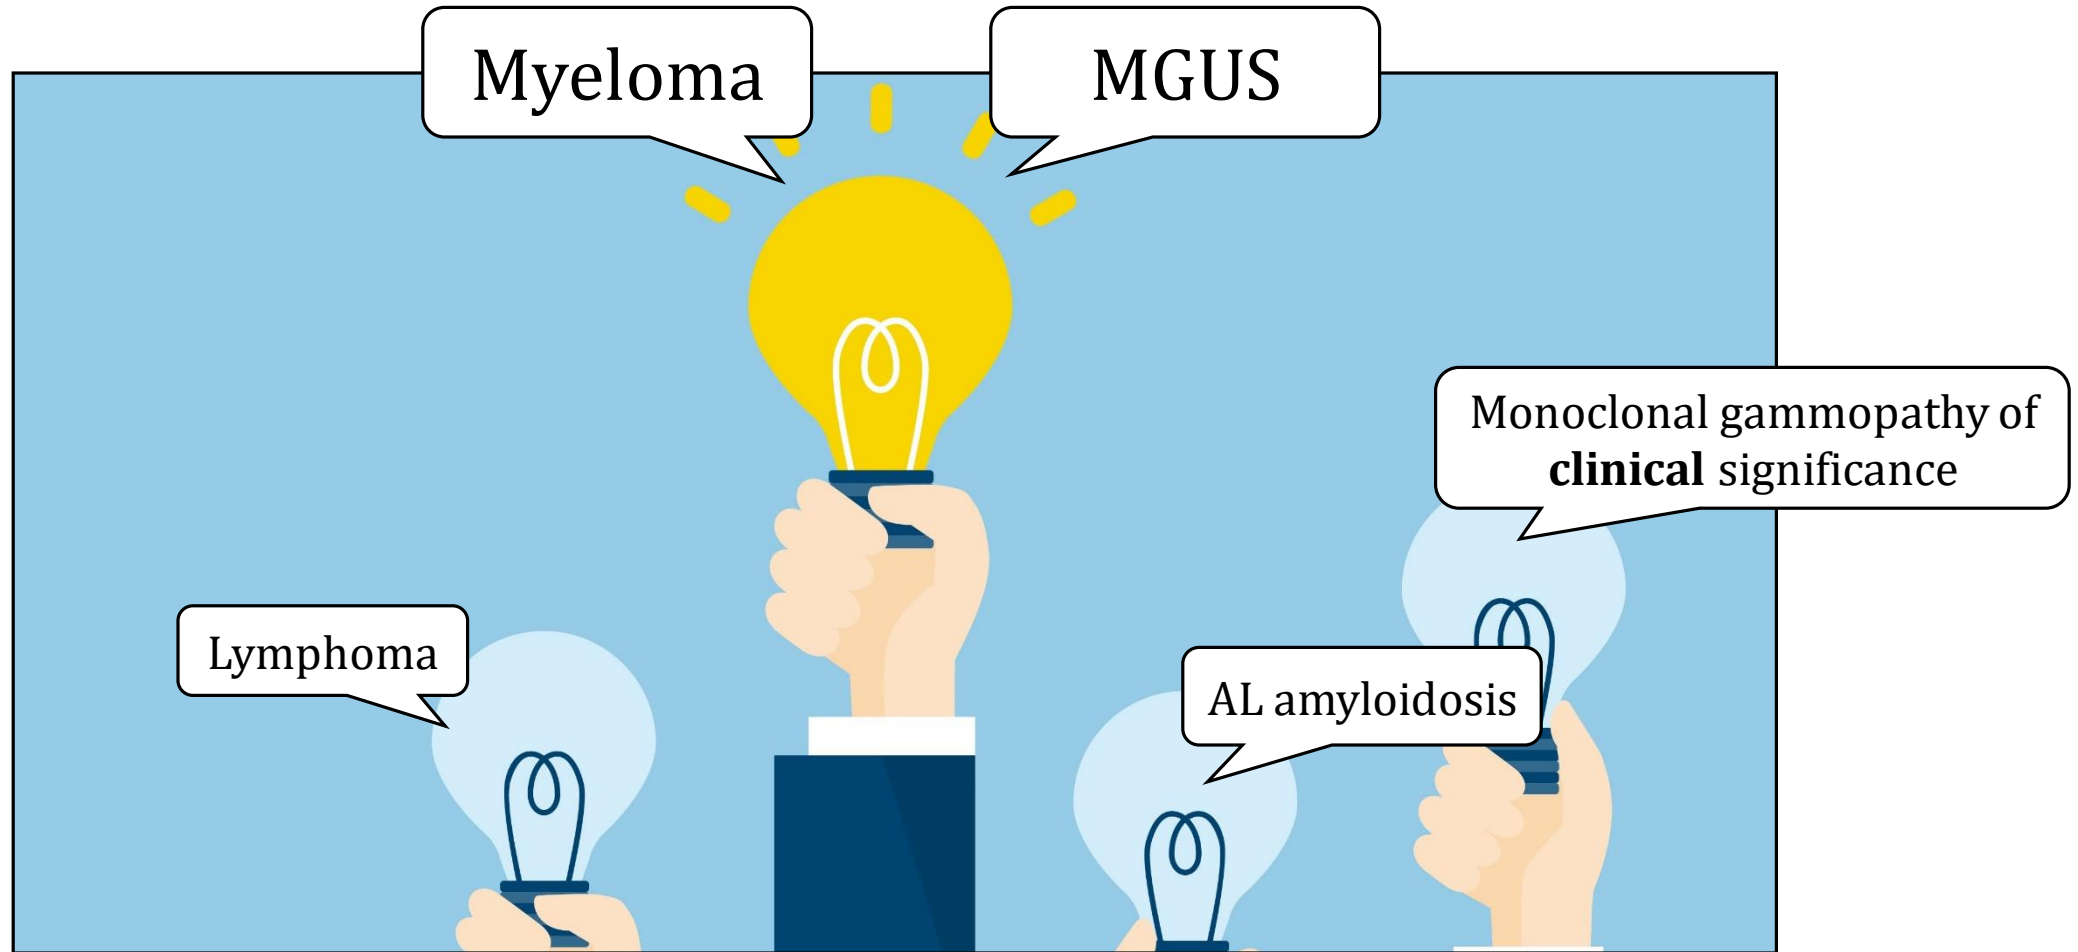 Myeloma
MGUS
Monoclonal gammopathy of
clinical significance
Lymphoma
AL amyloidosis